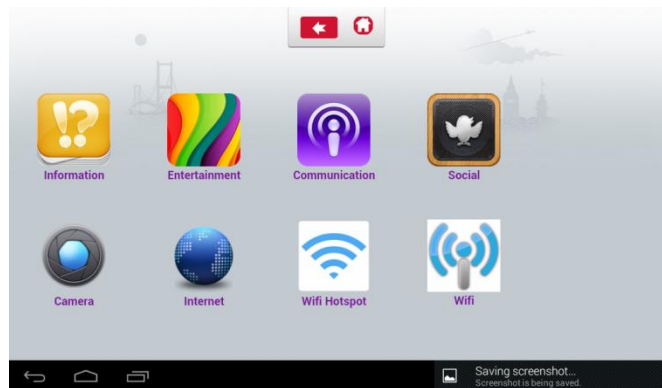 !?
Information
Entertainment
Communication
Social
Camera
Internet
Wifi Hotspot
Wifi
Saving screenshot...
Screenshot is being saved.